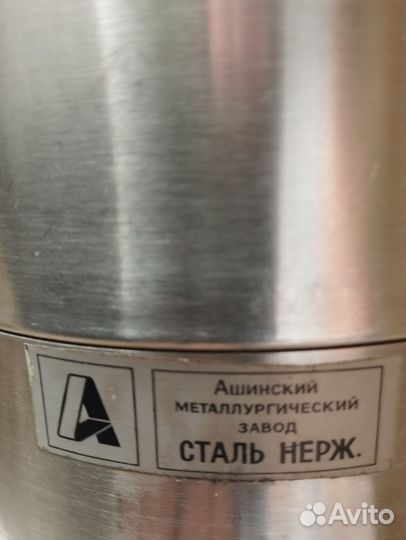 А
Ашинский
металлургический
завод
СТАЛЬ НЕРЖ.
Avito